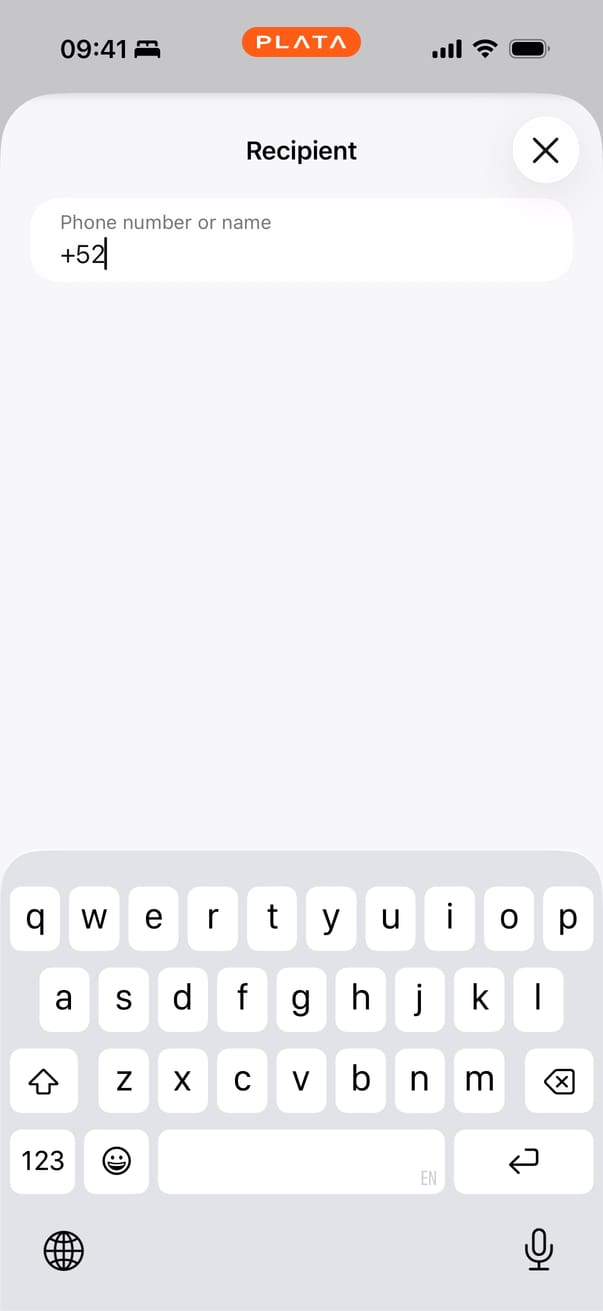 09:41
PLATA
Recipient
Phone number or name
+52
q w e r t y u i o p
a s d f g h j k l
z x c v b n m
123
EN